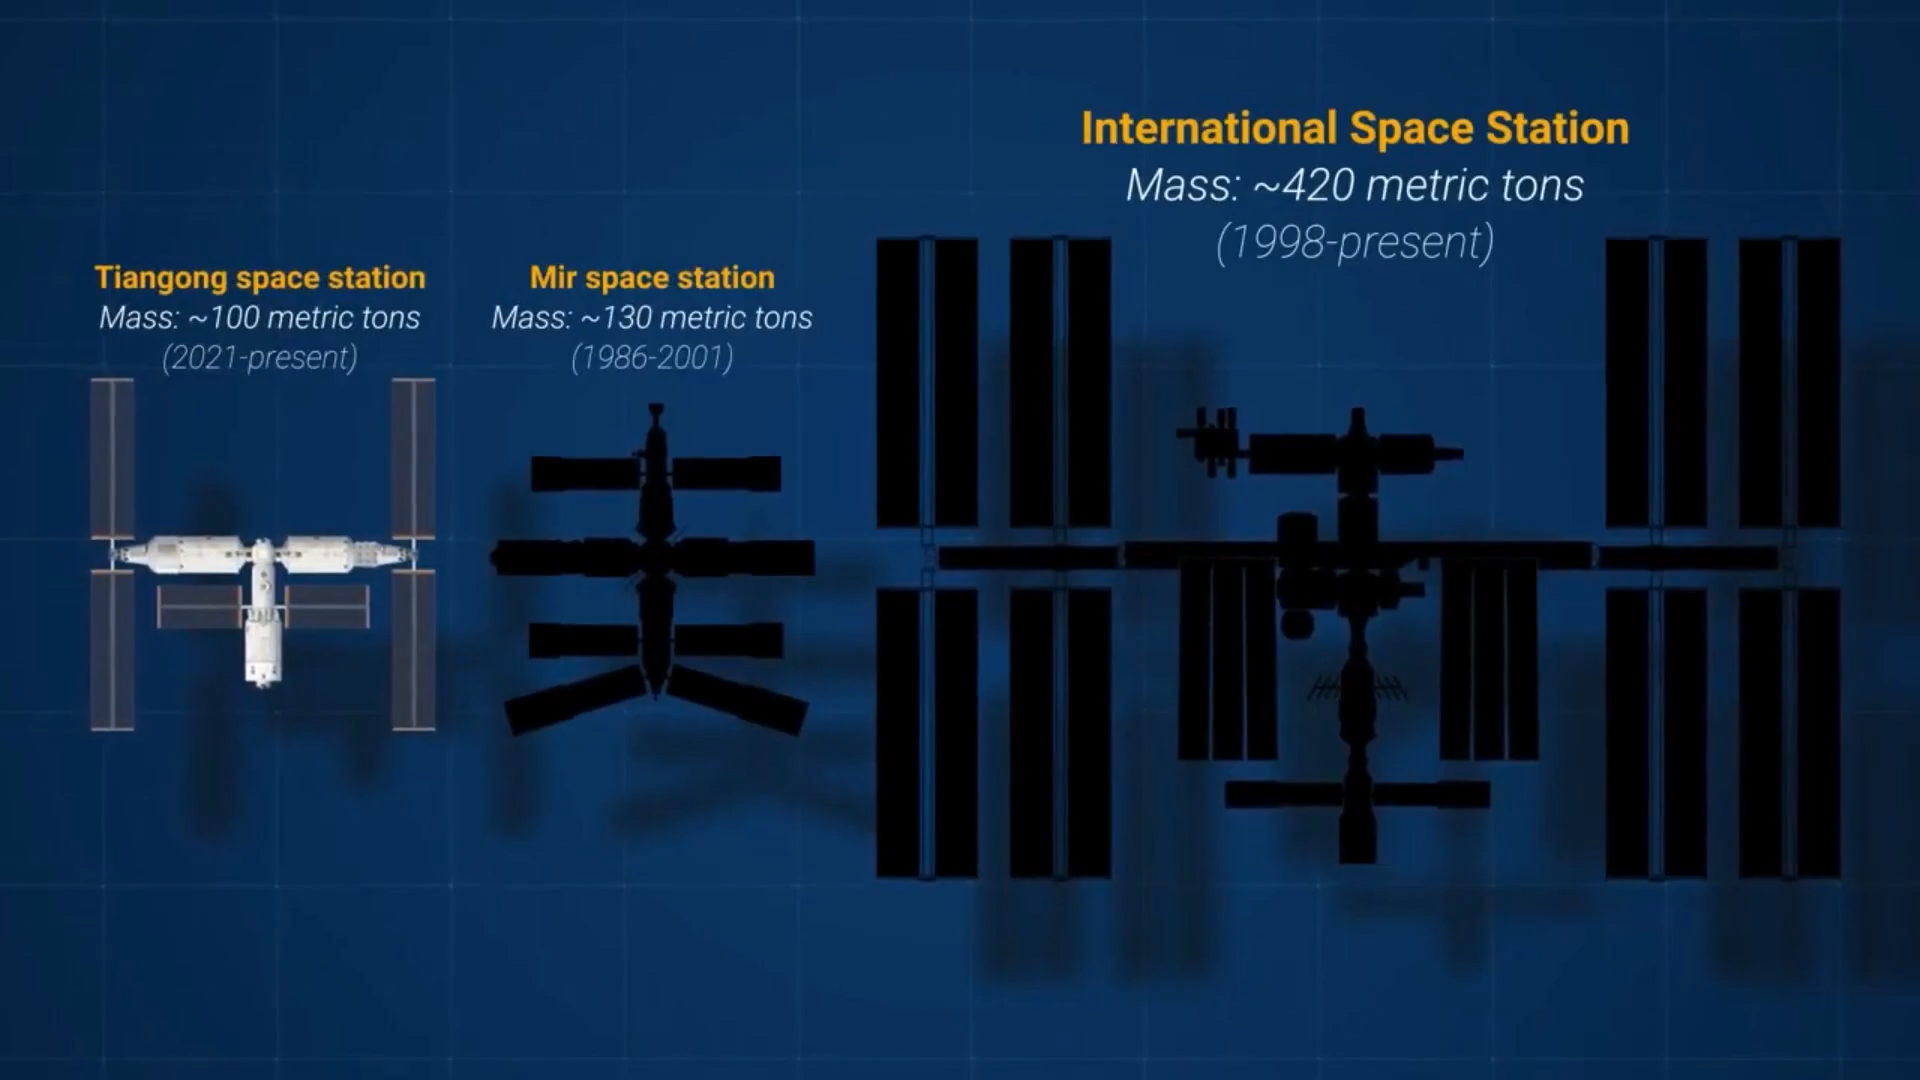 International Space Station
Mass: ~420 metric tons
(1998-present)
Tiangong space station
Mass: ~100 metric tons
(2021-present)
Mir space station
Mass: ~130 metric tons
(1986-2001)